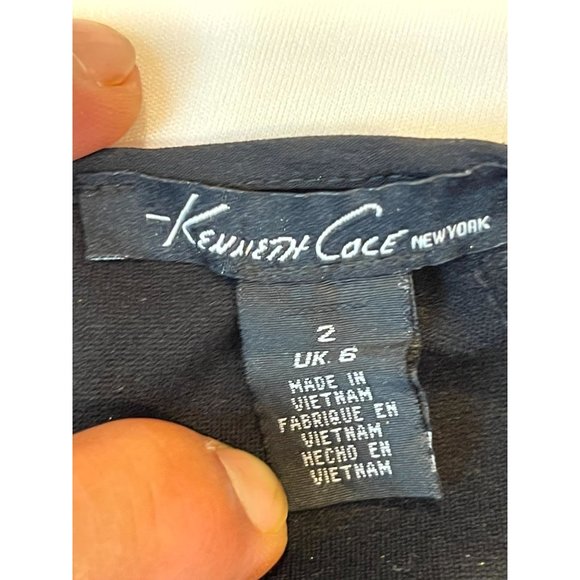 -Kenneth Cole NEW YORK
2
UK 6
MADE IN
VIETNAM
FABRIQUE EN
VIETNAM
HECHO EN
VIETNAM